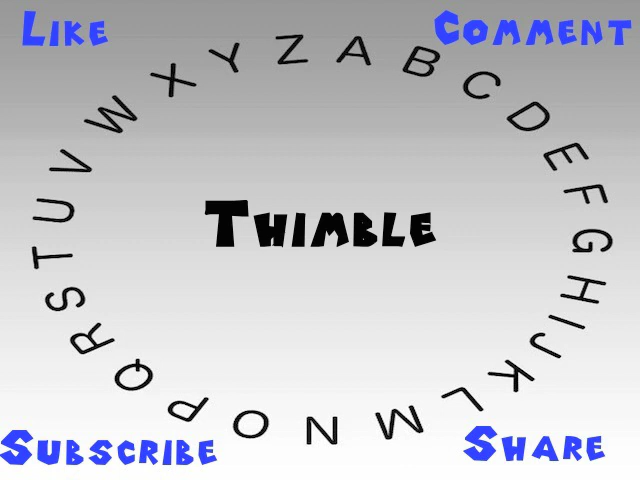 Like
Comment
A B C D E F G H I J K L M N O P Q R S T U V W X Y Z
Thimble
Subscribe
Share